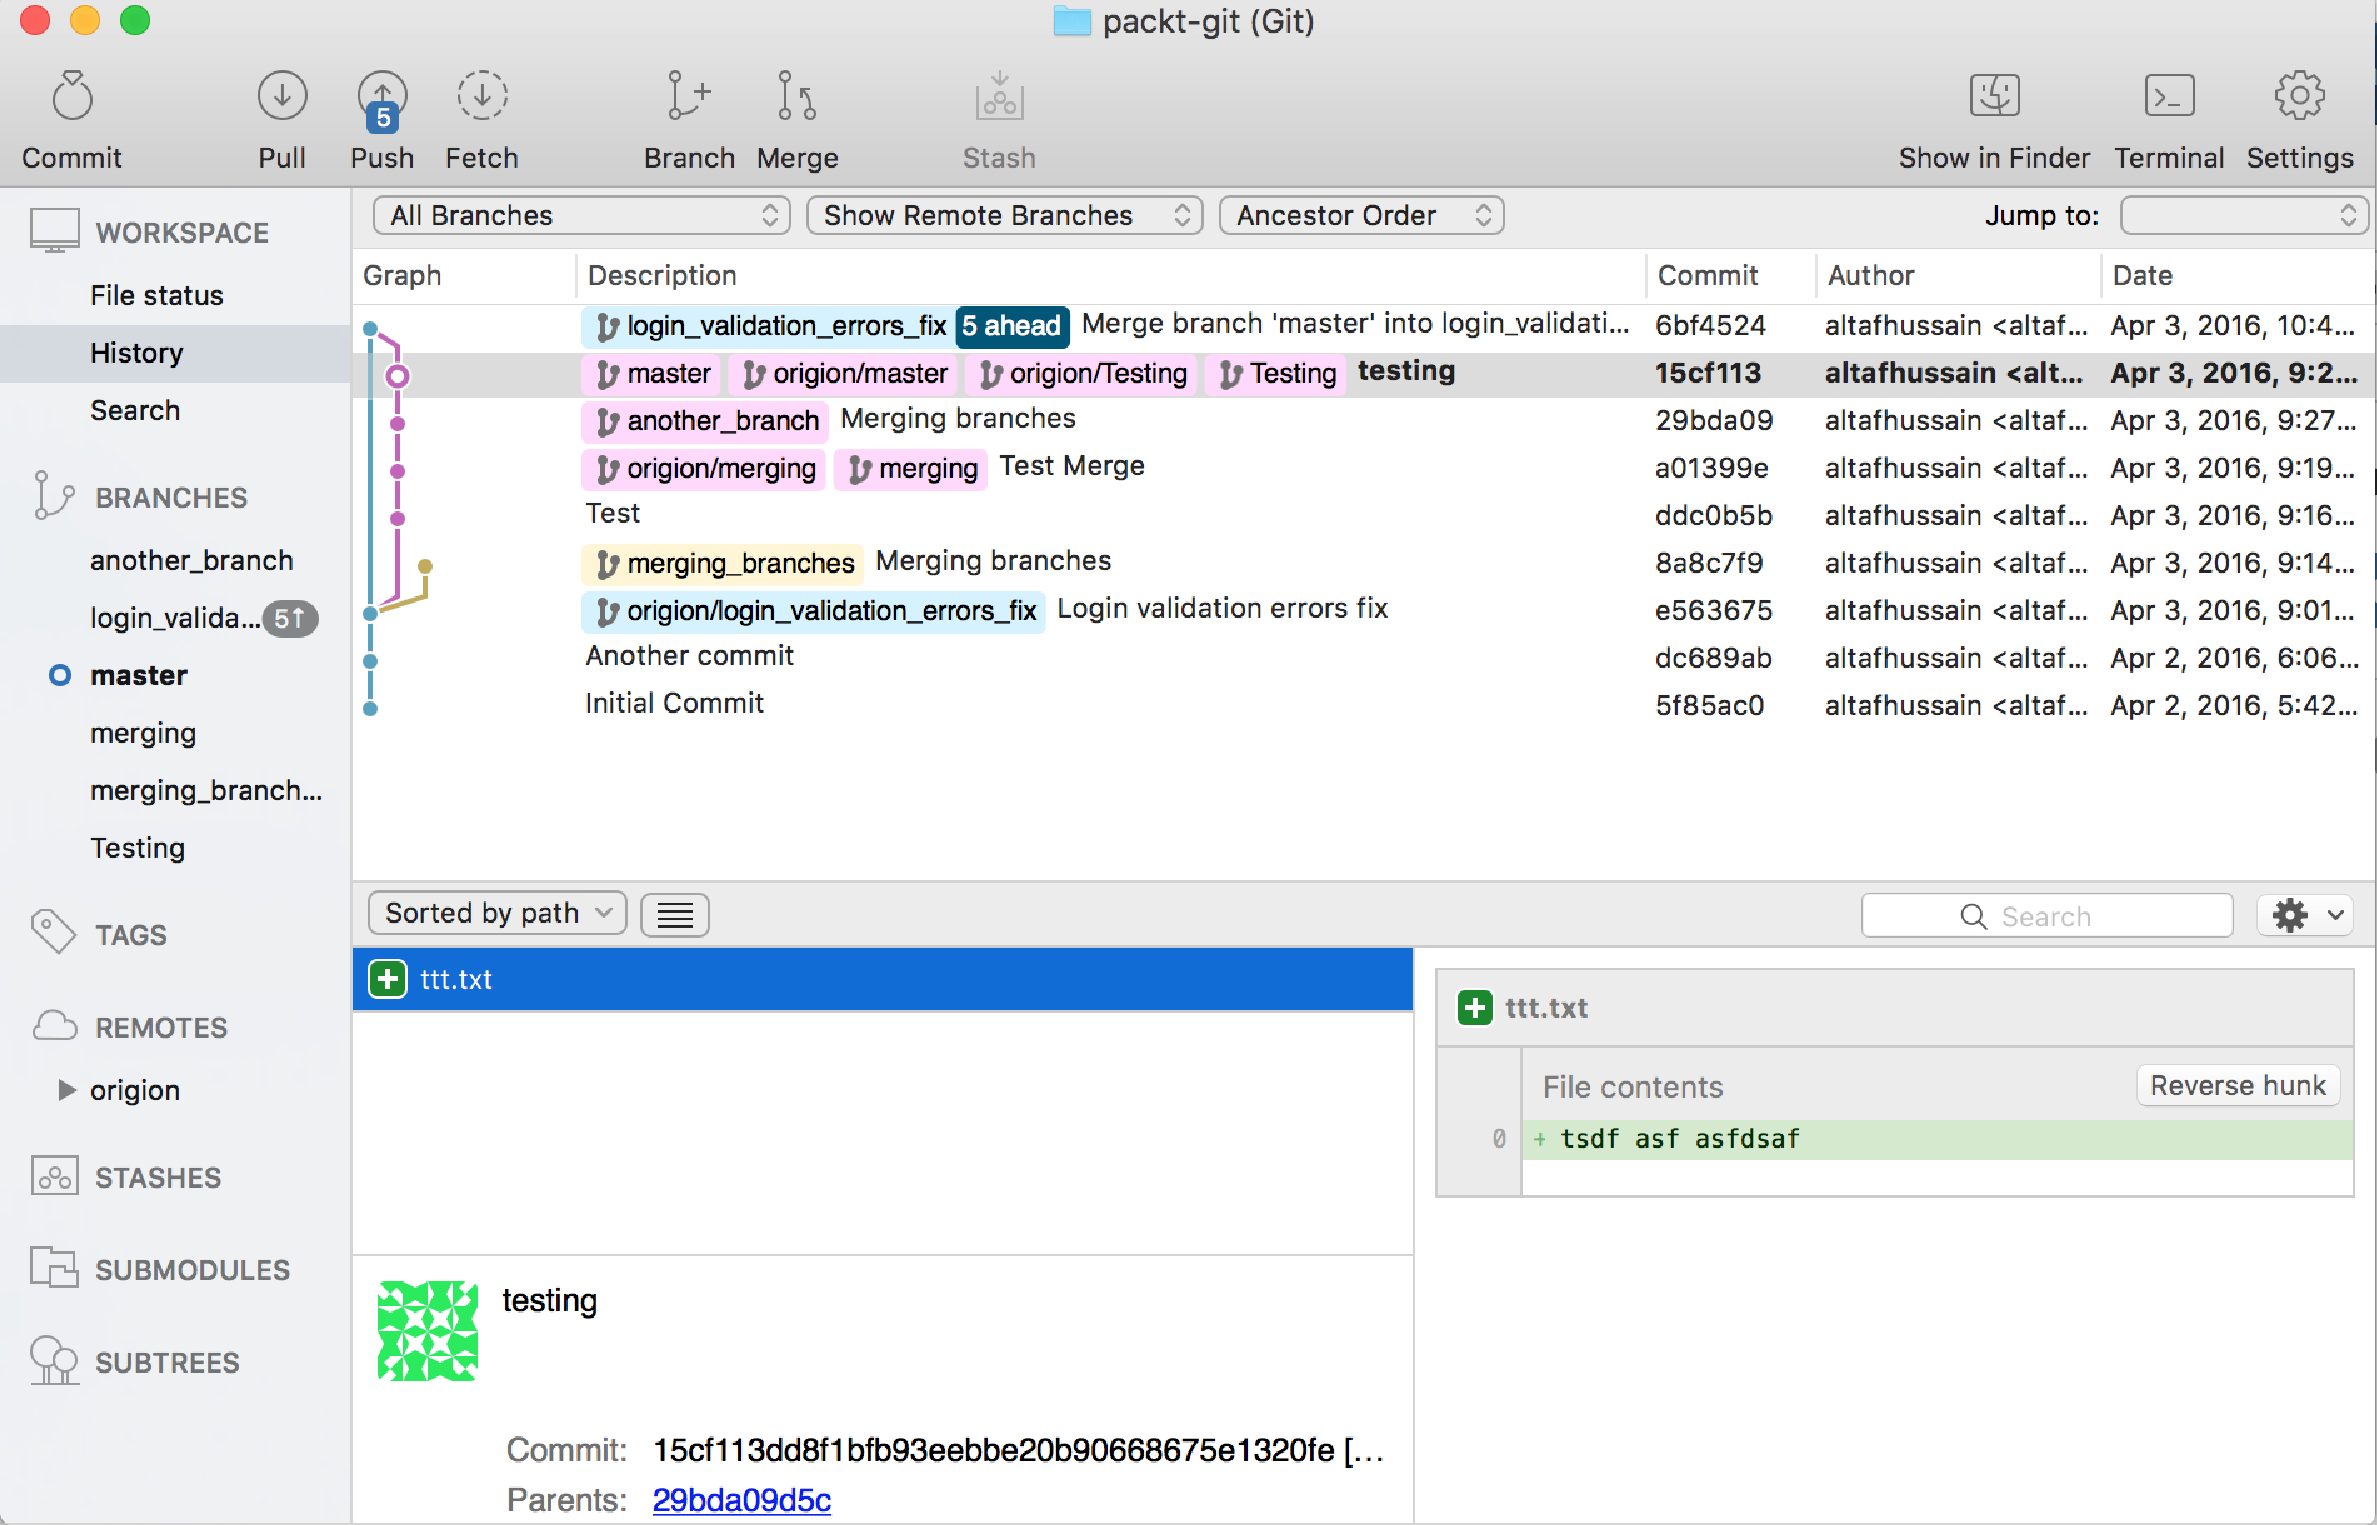 packt-git (Git)
Commit Pull 5 Push Fetch Branch Merge Stash Show in Finder Terminal Settings
WORKSPACE
File status
History
Search
BRANCHES
another_branch
login_valida... 5↑
master
merging
merging_branch...
Testing
TAGS
REMOTES
origion
STASHES
SUBMODULES
SUBTREES
All Branches Show Remote Branches Ancestor Order Jump to:
Graph Description Commit Author Date
login_validation_errors_fix 5 ahead Merge branch 'master' into login_validati... 6bf4524 altafhussain <altaf... Apr 3, 2016, 10:4...
master origion/master origion/Testing Testing testing 15cf113 altafhussain <alt... Apr 3, 2016, 9:2...
another_branch Merging branches 29bda09 altafhussain <altaf... Apr 3, 2016, 9:27...
origion/merging merging Test Merge a01399e altafhussain <altaf... Apr 3, 2016, 9:19...
Test ddc0b5b altafhussain <altaf... Apr 3, 2016, 9:16...
merging_branches Merging branches 8a8c7f9 altafhussain <altaf... Apr 3, 2016, 9:14...
origion/login_validation_errors_fix Login validation errors fix e563675 altafhussain <altaf... Apr 3, 2016, 9:01...
Another commit dc689ab altafhussain <altaf... Apr 2, 2016, 6:06...
Initial Commit 5f85ac0 altafhussain <altaf... Apr 2, 2016, 5:42...
Sorted by path Search
ttt.txt
testing
Commit: 15cf113dd8f1bfb93eebbe20b90668675e1320fe [...
Parents: 29bda09d5c
ttt.txt
File contents Reverse hunk
0 + tsdf asf asfdsaf